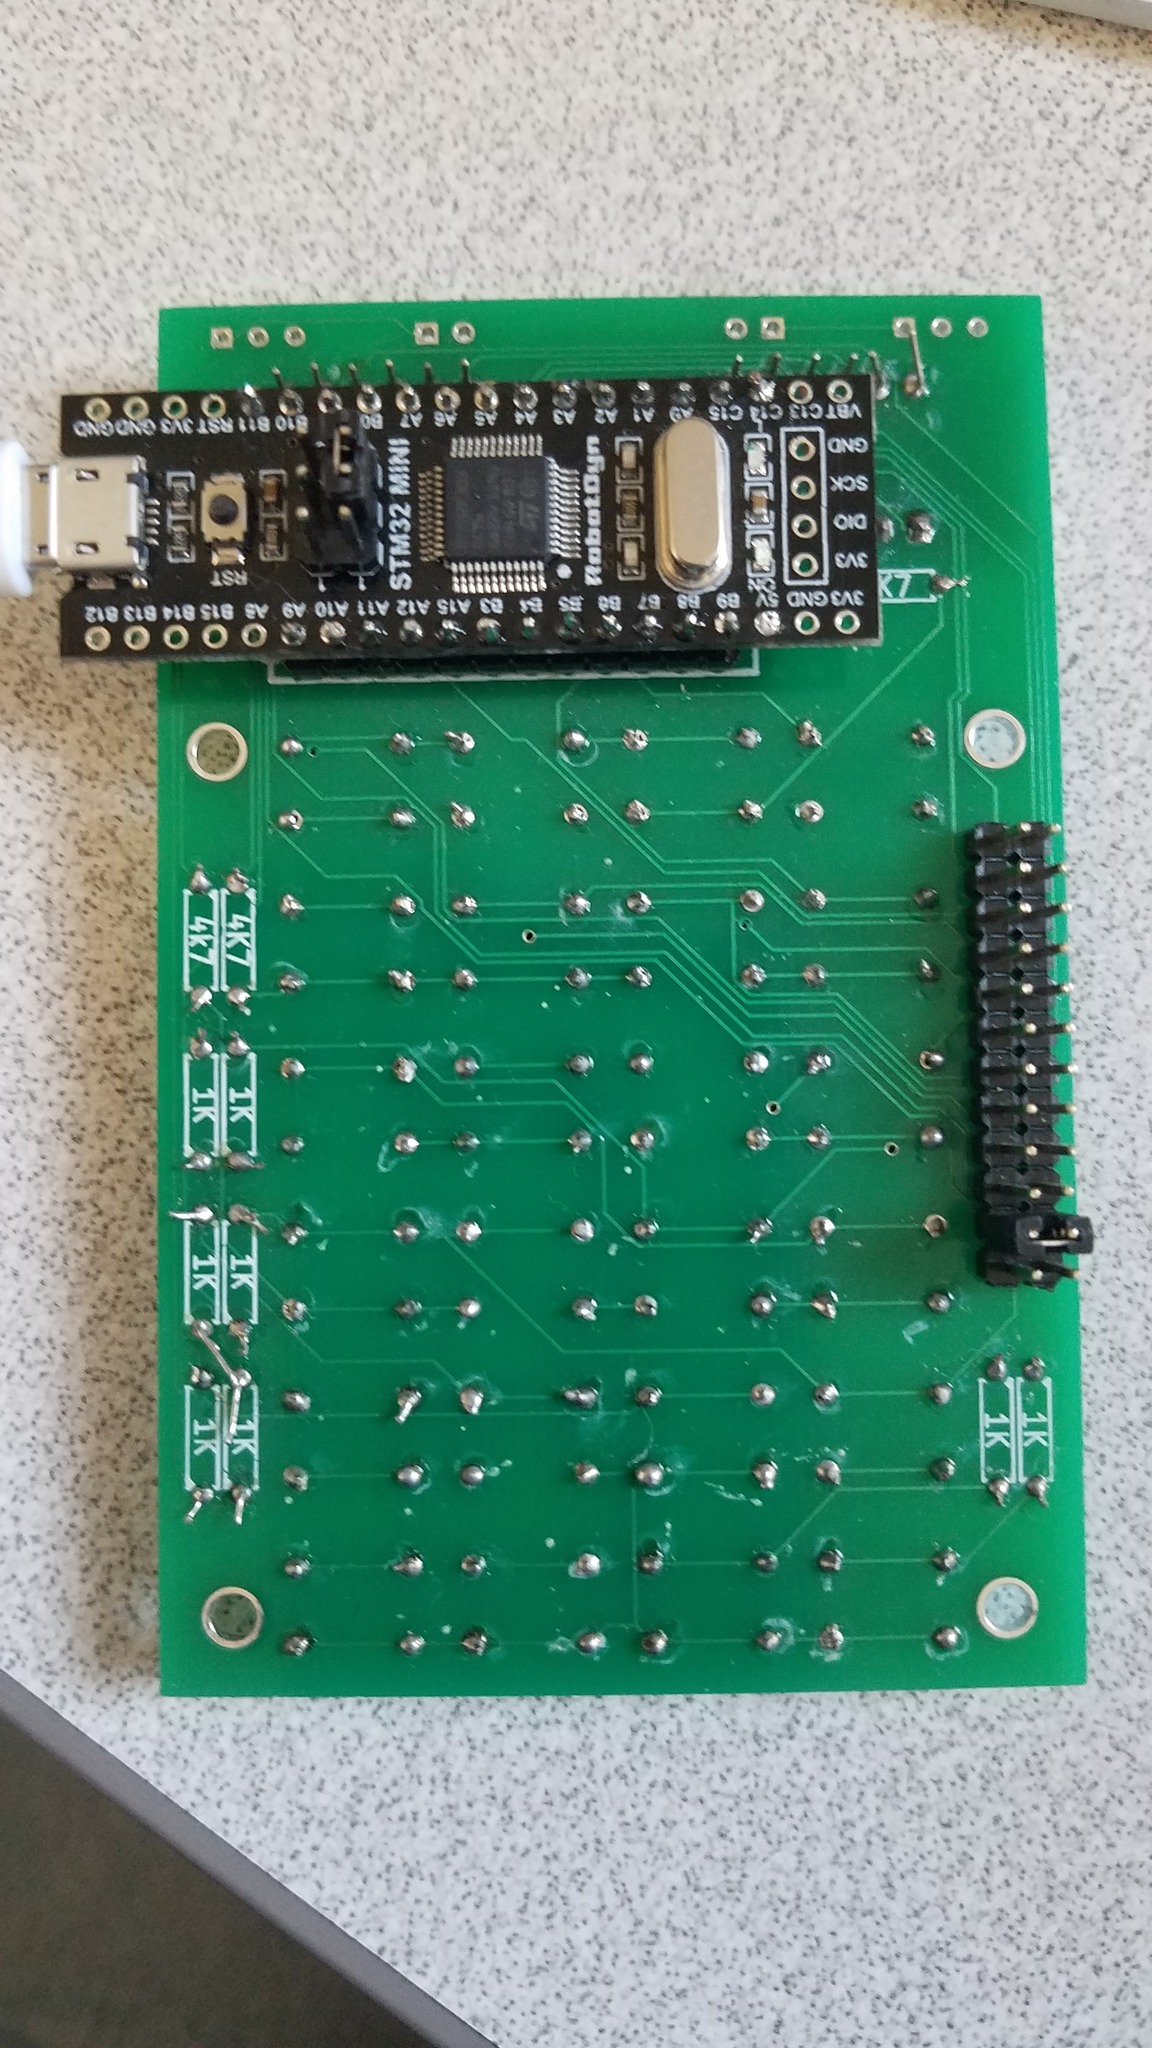 GND GND 3V3 RST B11 B10 B0 A7 A6 A5 A4 A3 A2 A1 A0 C15 C14 C13 VBT
GND
SCK
DIO
3V3
RST
STM32 MINI
RobotDyn
B12 B13 B14 B15 A8 A9 A10 A11 A12 A15 B3 B4 B5 B6 B7 B8 B9 5V GND 3V3
K7
4K7
4K7
1K
1K
1K
1K
1K
1K
1K
1K